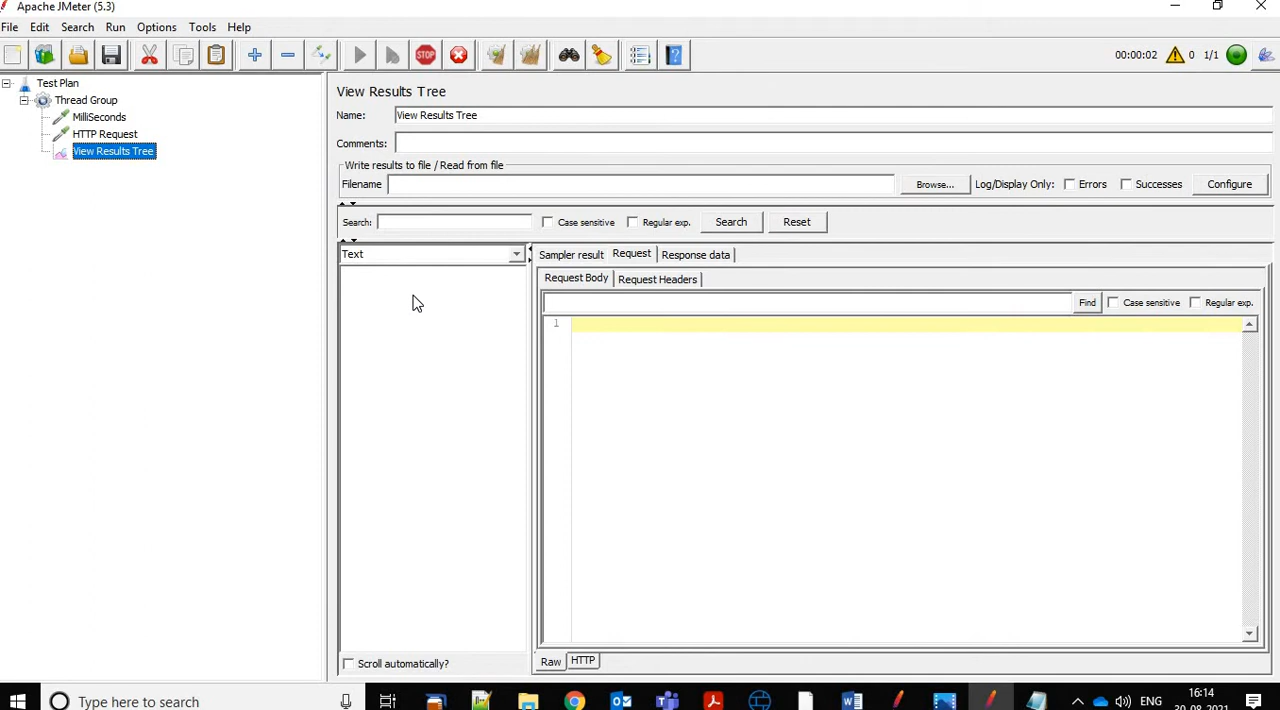 Apache JMeter (5.3)
File Edit Search Run Options Tools Help
STOP 00:00:02 0 1/1
Test Plan
Thread Group
MilliSeconds
HTTP Request
View Results Tree
View Results Tree
Name: View Results Tree
Comments:
Write results to file / Read from file
Filename Browse... Log/Display Only: Errors Successes Configure
Search: Case sensitive Regular exp. Search Reset
Text
Sampler result Request Response data
Request Body Request Headers
Find Case sensitive Regular exp.
1
Scroll automatically?
Raw HTTP
Type here to search
ENG 16:14
30-08-2021